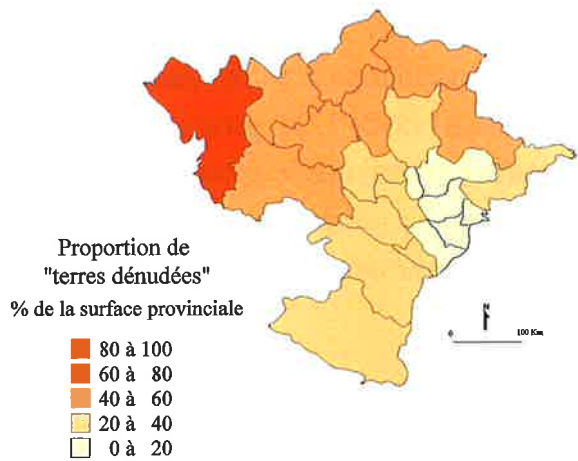 Proportion de
"terres dénudées"
% de la surface provinciale
80 à 100
60 à 80
40 à 60
20 à 40
0 à 20
N
0 100 Km